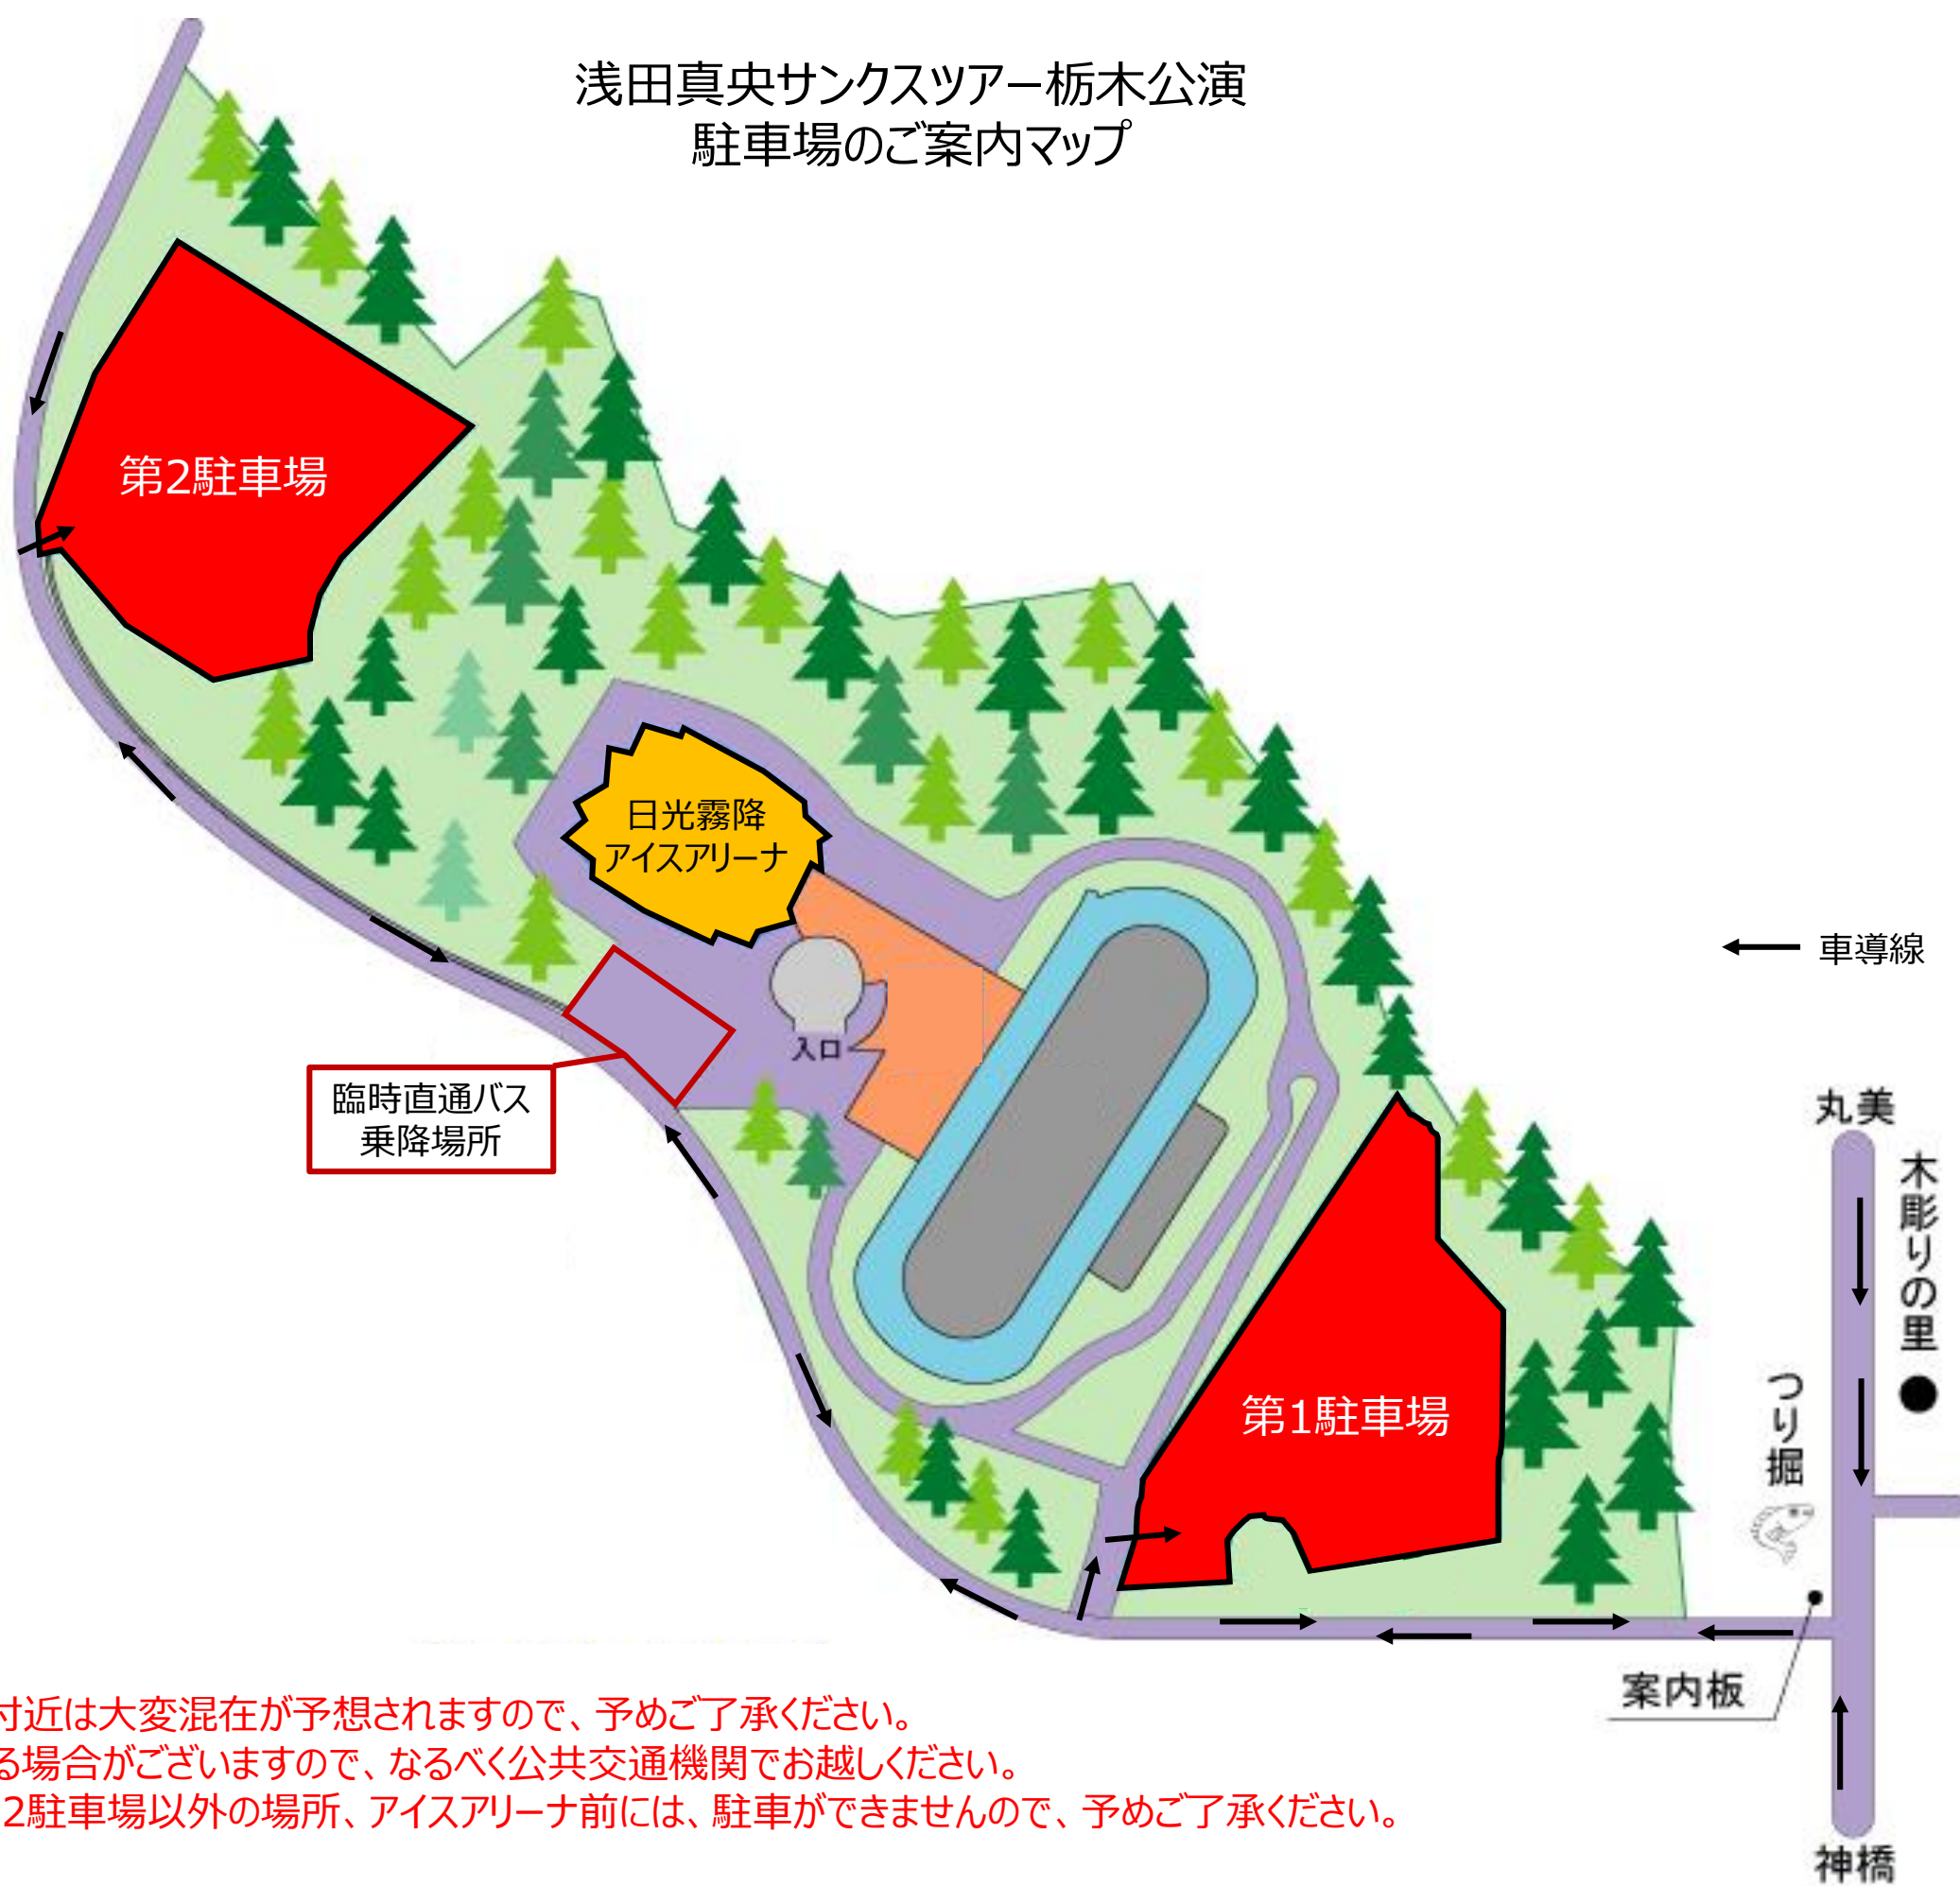 浅田真央サンクスツアー栃木公演
駐車場のご案内マップ
第2駐車場
日光霧降
アイスアリーナ
車導線
入口
臨時直通バス
乗降場所
丸美
木彫りの里
つり掘
第1駐車場
案内板
付近は大変混在が予想されますので、予めご了承ください。
る場合がございますので、なるべく公共交通機関でお越しください。
2駐車場以外の場所、アイスアリーナ前には、駐車ができませんので、予めご了承ください。
神橋